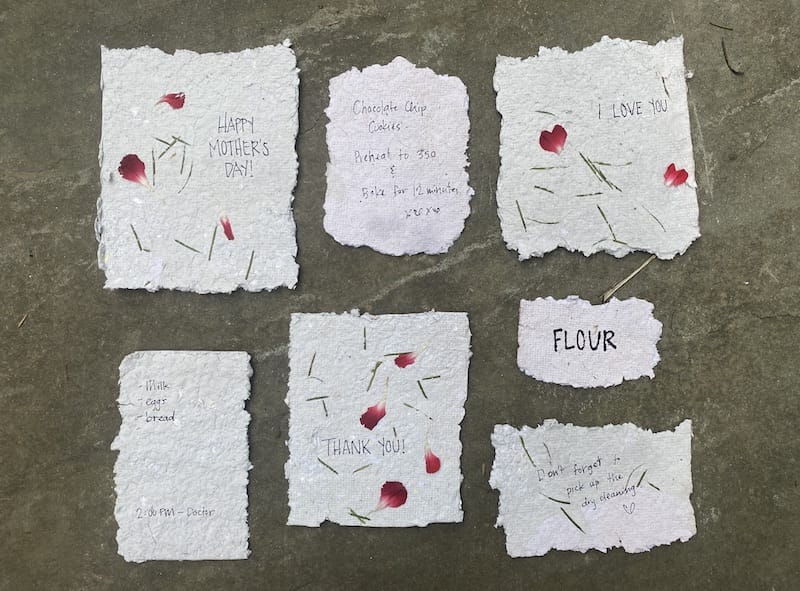 HAPPY
MOTHER'S
DAY!
Chocolate Chip
Cookies
Preheat to 350
&
Bake for 12 minutes
I LOVE YOU
- Milk
- eggs
- bread
2:00 PM - Doctor
THANK YOU!
FLOUR
Don't forget to
pick up the
dry cleaning